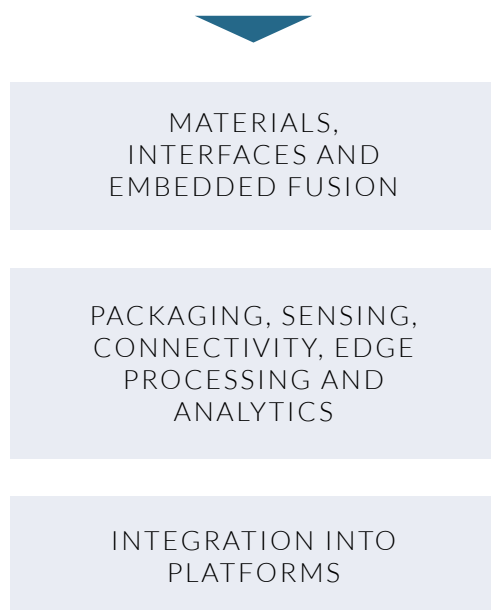 MATERIALS,
INTERFACES AND
EMBEDDED FUSION
PACKAGING, SENSING,
CONNECTIVITY, EDGE
PROCESSING AND
ANALYTICS
INTEGRATION INTO
PLATFORMS